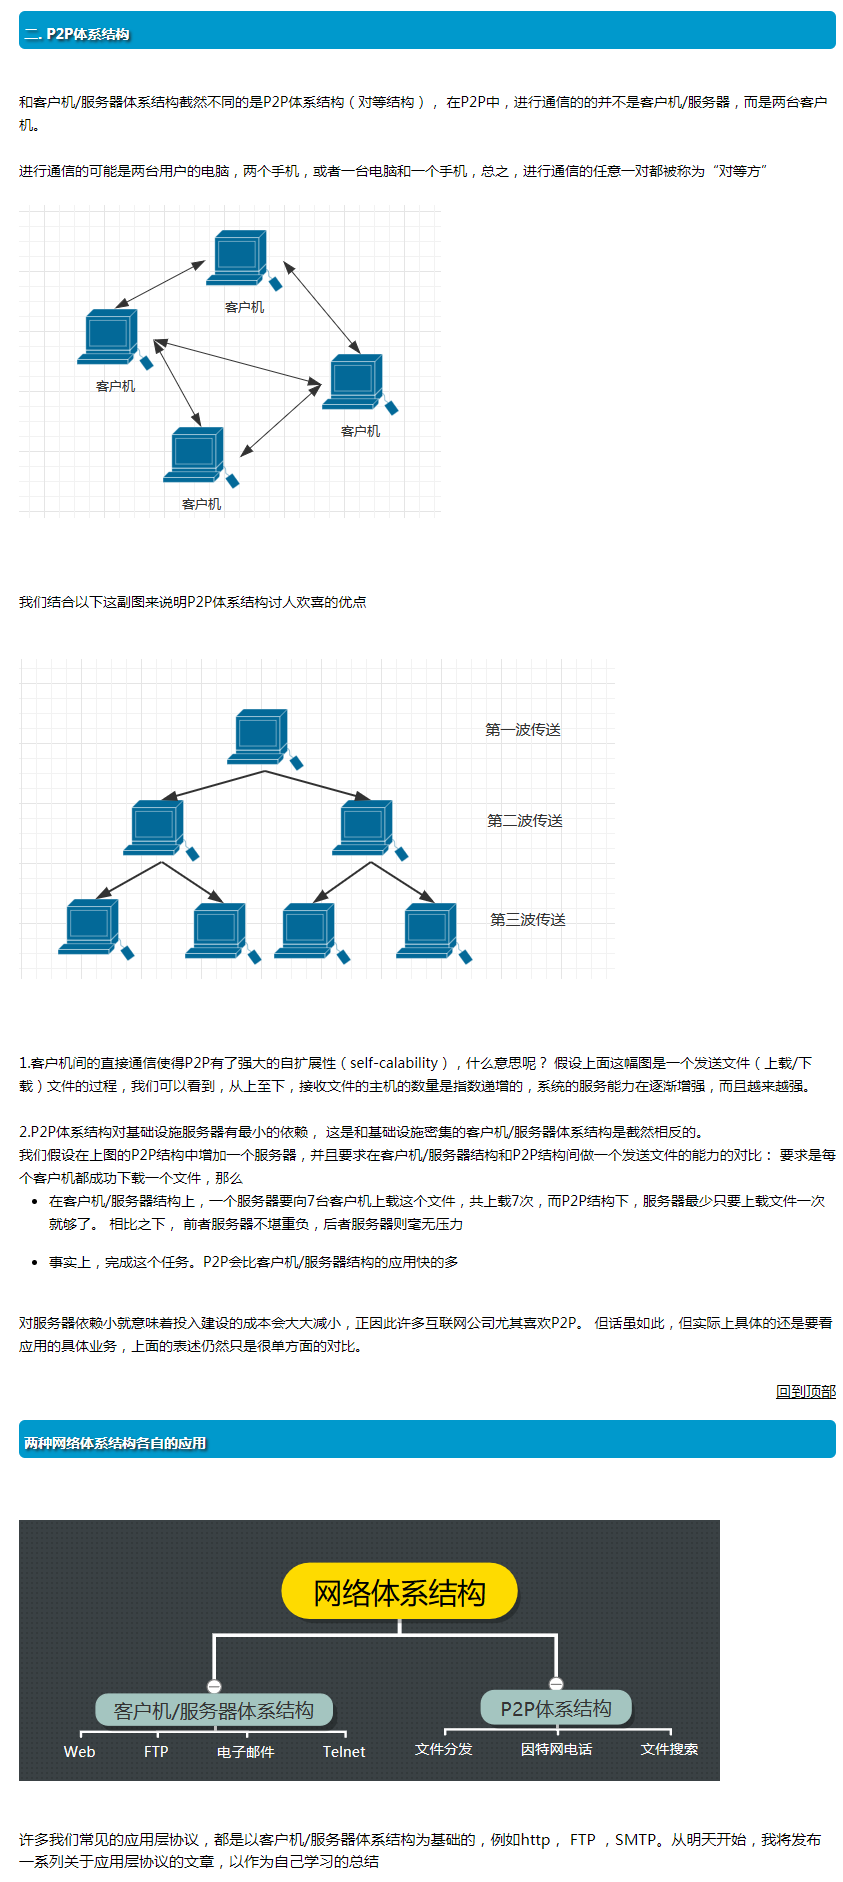 二. P2P体系结构
和客户机/服务器体系结构截然不同的是P2P体系结构（对等结构）， 在P2P中，进行通信的的并不是客户机/服务器，而是两台客户
机。
进行通信的可能是两台用户的电脑，两个手机，或者一台电脑和一个手机，总之，进行通信的任意一对都被称为“对等方”
客户机
客户机
客户机
客户机
我们结合以下这副图来说明P2P体系结构讨人欢喜的优点
第一波传送
第二波传送
第三波传送
1.客户机间的直接通信使得P2P有了强大的自扩展性（self-calability），什么意思呢？ 假设上面这幅图是一个发送文件（上载/下
载）文件的过程，我们可以看到，从上至下，接收文件的主机的数量是指数递增的，系统的服务能力在逐渐增强，而且越来越强。
2.P2P体系结构对基础设施服务器有最小的依赖， 这是和基础设施密集的客户机/服务器体系结构是截然相反的。
我们假设在上图的P2P结构中增加一个服务器，并且要求在客户机/服务器结构和P2P结构间做一个发送文件的能力的对比： 要求是每
个客户机都成功下载一个文件，那么
• 在客户机/服务器结构上，一个服务器要向7台客户机上载这个文件，共上载7次，而P2P结构下，服务器最少只要上载文件一次
就够了。 相比之下， 前者服务器不堪重负，后者服务器则毫无压力
• 事实上，完成这个任务。P2P会比客户机/服务器结构的应用快的多
对服务器依赖小就意味着投入建设的成本会大大减小，正因此许多互联网公司尤其喜欢P2P。 但话虽如此，但实际上具体的还是要看
应用的具体业务，上面的表述仍然只是很单方面的对比。
回到顶部
两种网络体系结构各自的应用
网络体系结构
客户机/服务器体系结构
P2P体系结构
Web
FTP
电子邮件
Telnet
文件分发
因特网电话
文件搜索
许多我们常见的应用层协议，都是以客户机/服务器体系结构为基础的，例如http， FTP ，SMTP。从明天开始，我将发布
一系列关于应用层协议的文章，以作为自己学习的总结